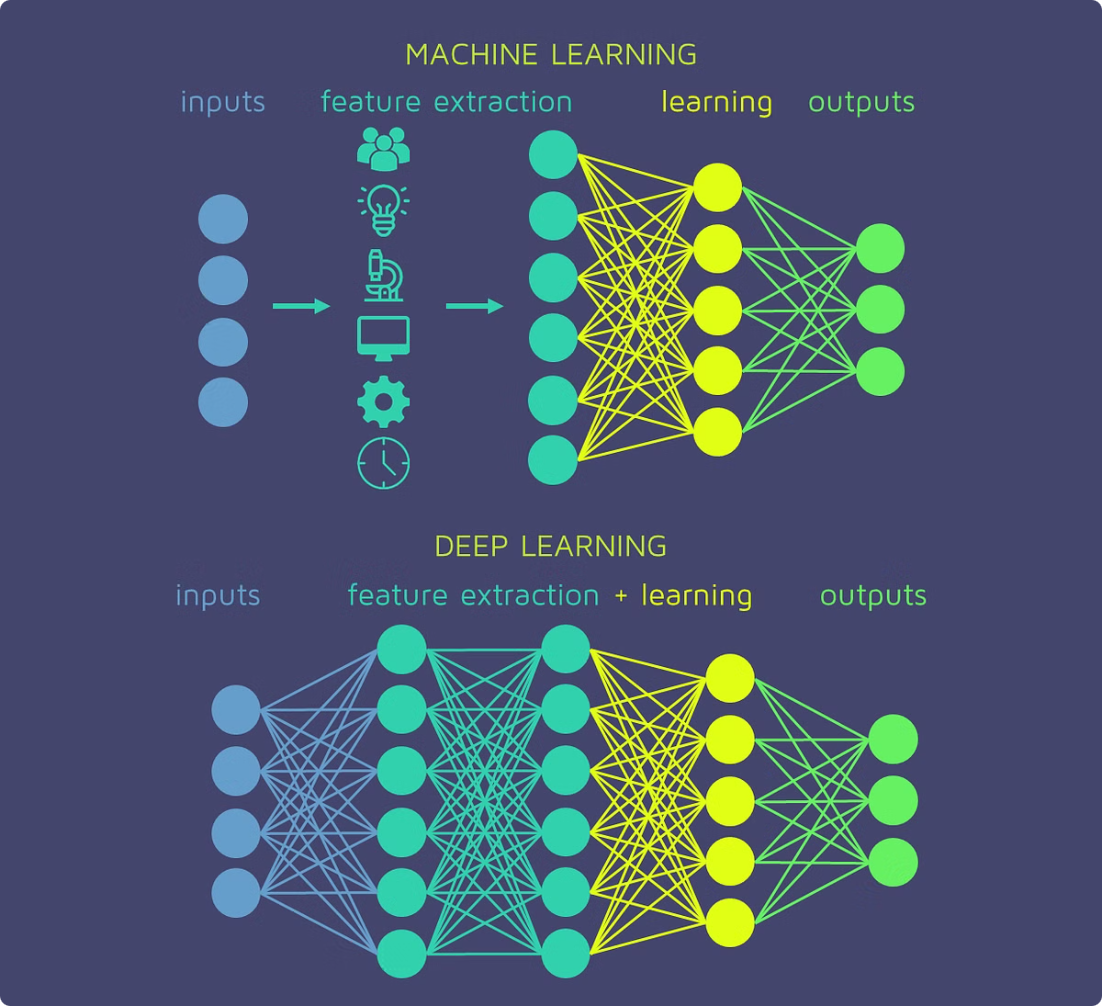 MACHINE LEARNING
inputs feature extraction learning outputs
DEEP LEARNING
inputs feature extraction + learning outputs